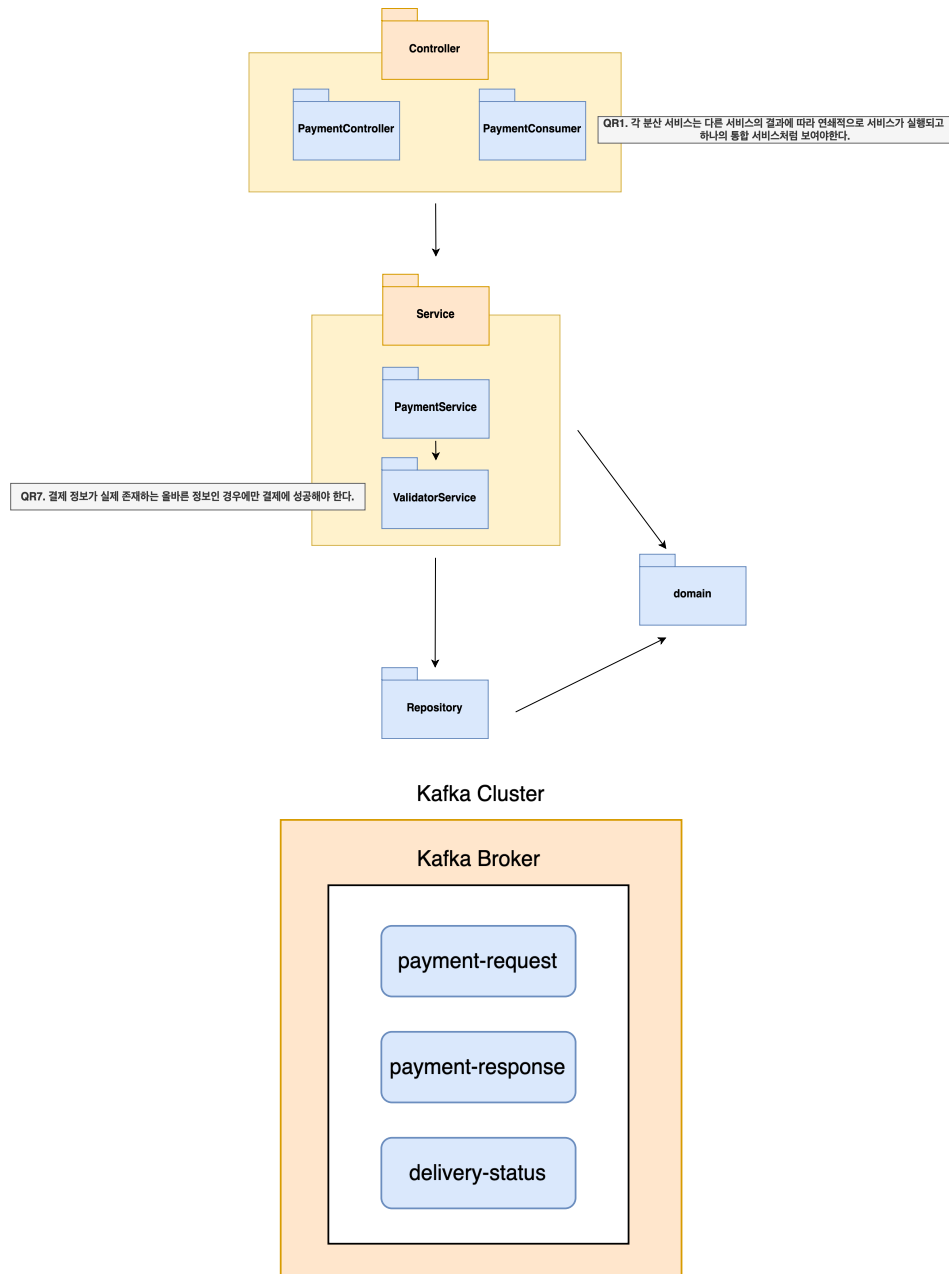 Controller
PaymentController
PaymentConsumer
QR1. 각 분산 서비스는 다른 서비스의 결과에 따라 연쇄적으로 서비스가 실행되고
하나의 통합 서비스처럼 보여야한다.
Service
PaymentService
QR7. 결제 정보가 실제 존재하는 올바른 정보인 경우에만 결제에 성공해야 한다.
ValidatorService
domain
Repository
Kafka Cluster
Kafka Broker
payment-request
payment-response
delivery-status